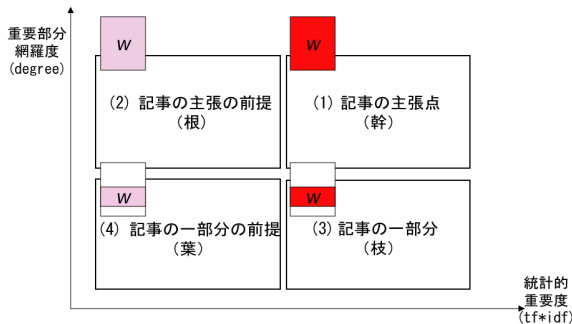 重要部分
網羅度
(degree)
w
w
(2) 記事の主張の前提
(根)
(1) 記事の主張点
(幹)
w
w
(4) 記事の一部分の前提
(葉)
(3) 記事の一部分
(枝)
統計的
重要度
(tf*idf)